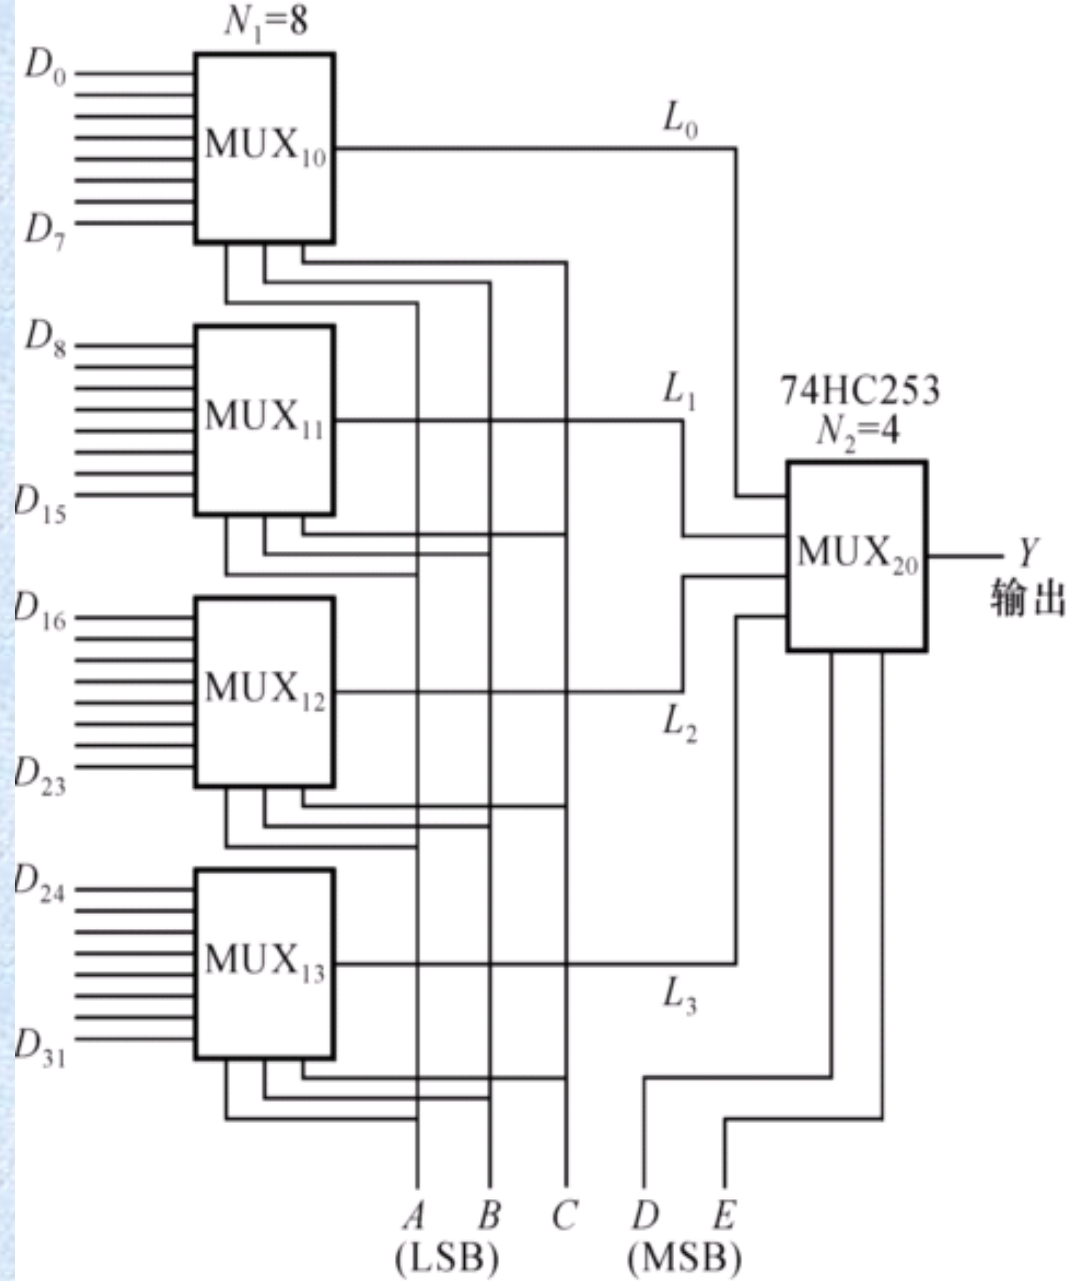 N₁=8
D₀
MUX₁₀
L₀
D₇
D₈
MUX₁₁
L₁
74HC253
N₂=4
D₁₅
MUX₂₀
Y
输出
D₁₆
MUX₁₂
L₂
D₂₃
D₂₄
MUX₁₃
L₃
D₃₁
A B C D E
(LSB) (MSB)